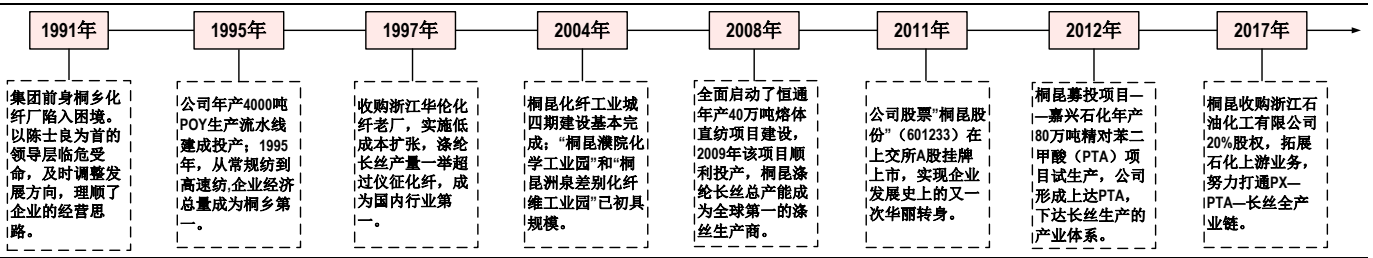 1991年
集团前身桐乡化
纤厂陷入困境。
以陈士良为首的
领导层临危受
命，及时调整发
展方向，理顺了
企业的经营思
路。
1995年
公司年产4000吨
POY生产流水线
建成投产；1995
年，从常规纺到
高速纺,企业经济
总量成为桐乡第
一。
1997年
收购浙江华伦化
纤老厂，实施低
成本扩张，涤纶
长丝产量一举超
过仪征化纤，成
为国内行业第
一。
2004年
桐昆化纤工业城
四期建设基本完
成；“桐昆濮院化
学工业园”和“桐
昆洲泉差别化纤
维工业园”已初具
规模。
2008年
全面启动了恒通
年产40万吨熔体
直纺项目建设，
2009年该项目顺
利投产，桐昆涤
纶长丝总产能成
为全球第一的涤
丝生产商。
2011年
公司股票”桐昆股
份”（601233）在
上交所A股挂牌
上市，实现企业
发展史上的又一
次华丽转身。
2012年
桐昆募投项目—
—嘉兴石化年产
80万吨精对苯二
甲酸（PTA）项
目试生产，公司
形成上达PTA，
下达长丝生产的
产业体系。
2017年
桐昆收购浙江石
油化工有限公司
20%股权，拓展
石化上游业务，
努力打通PX—
PTA—长丝全产
业链。